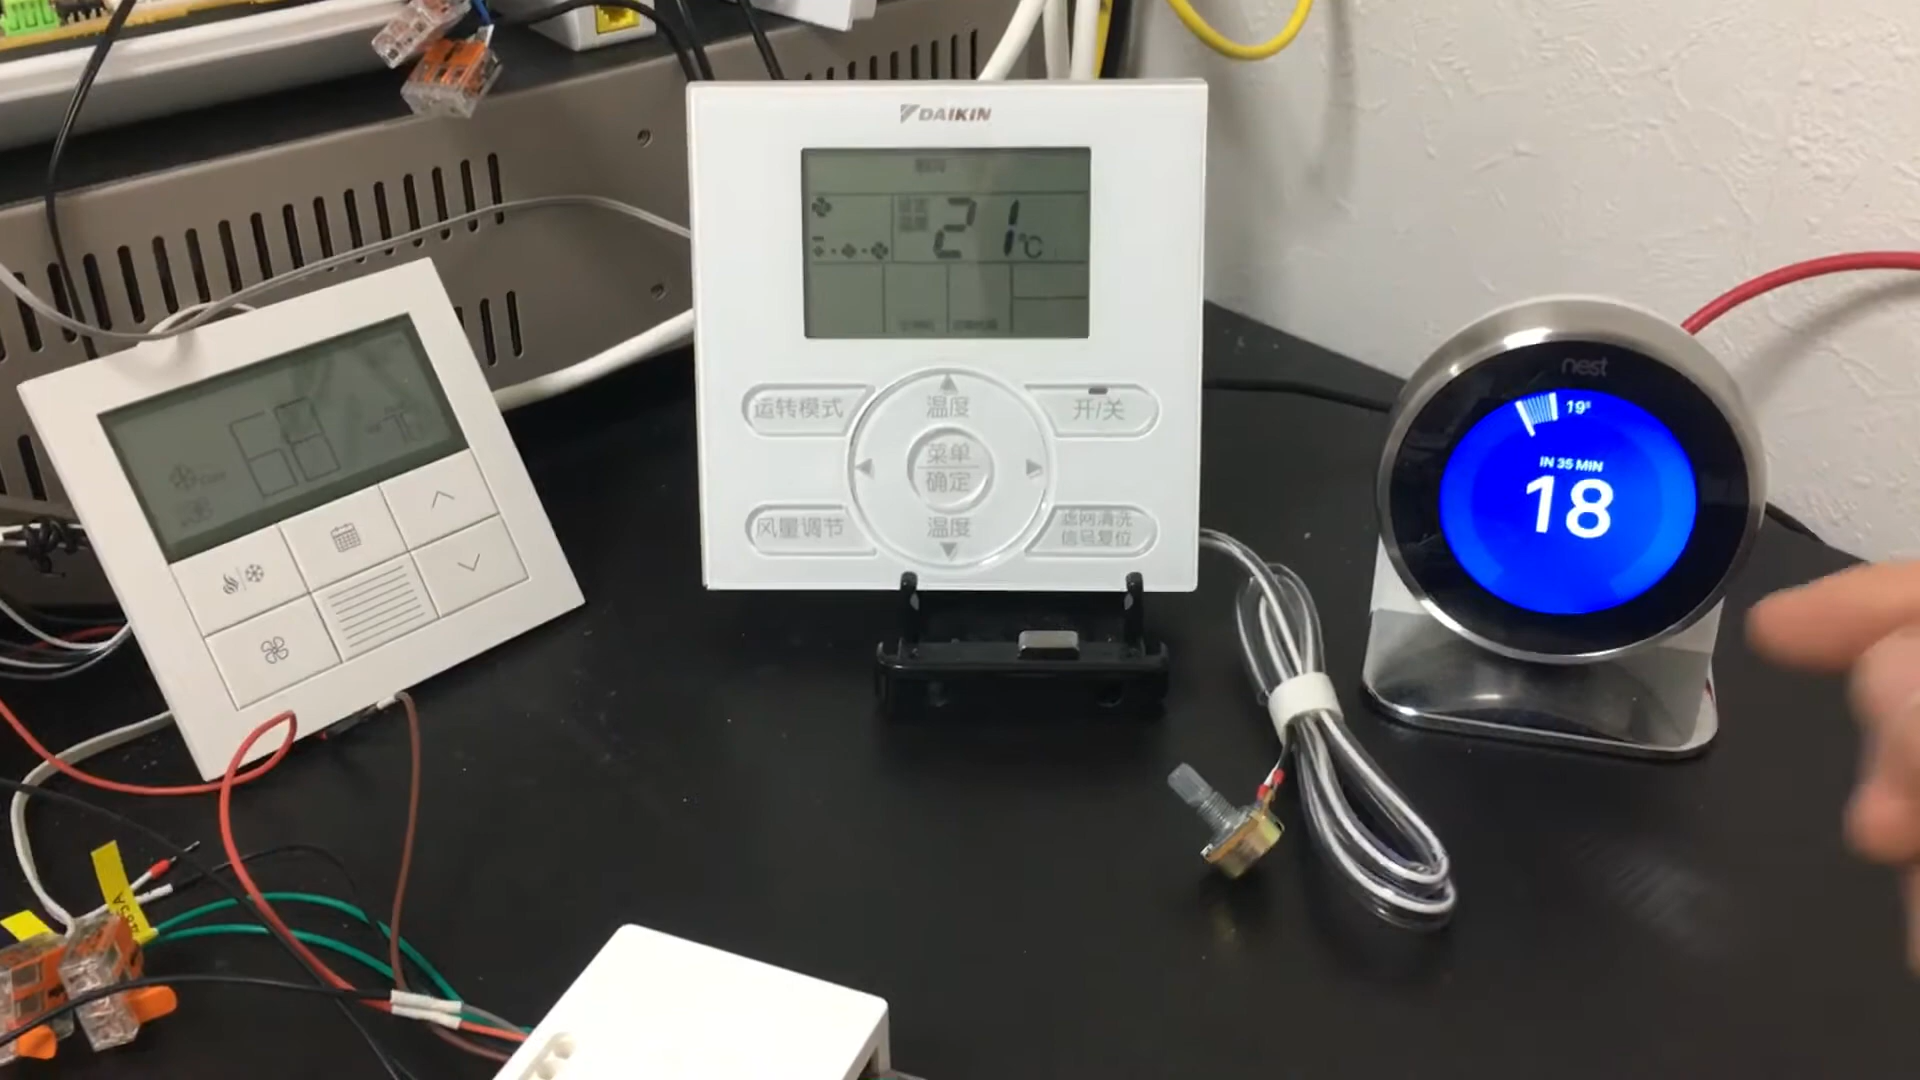 DAIKIN
21℃
运转模式
温度
开/关
菜单
确定
风量调节
温度
滤网清洗
信号复位
nest
19°
IN 35 MIN
18
485A